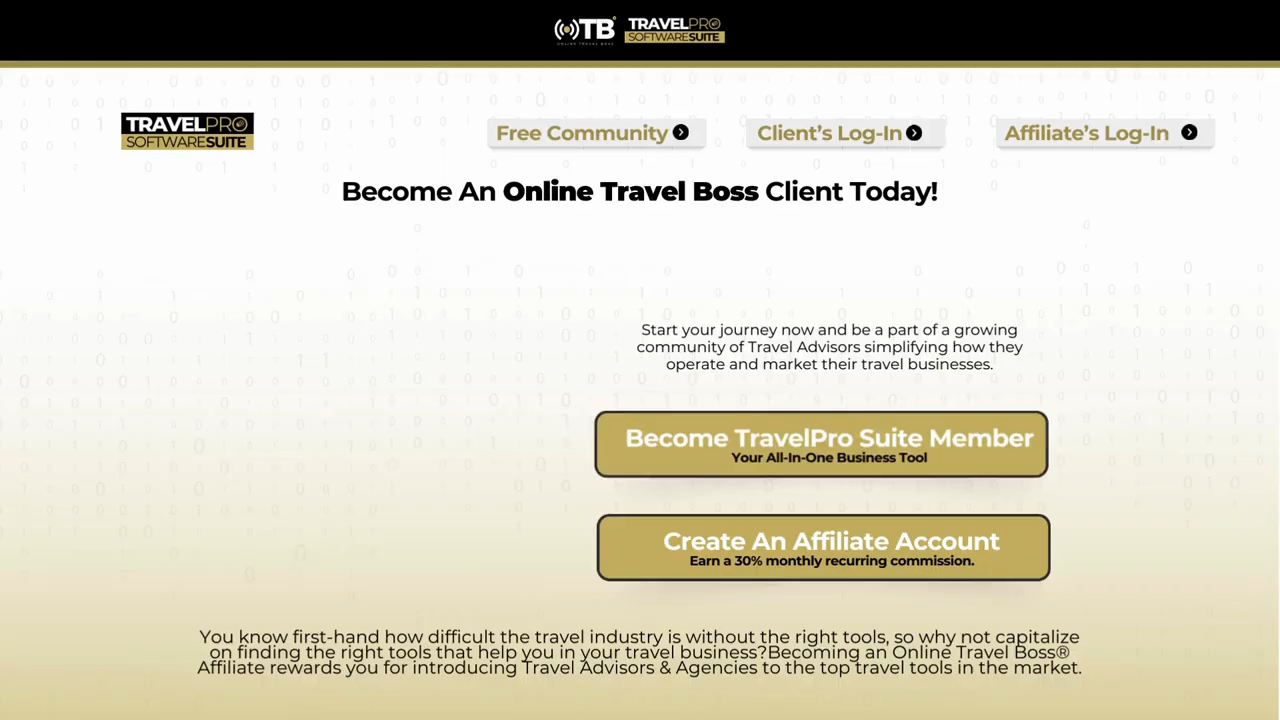 OTB
ONLINE TRAVEL BOSS
TRAVELPRO
SOFTWARESUITE
TRAVELPRO
SOFTWARESUITE
Free Community
Client's Log-In
Affiliate's Log-In
Become An Online Travel Boss Client Today!
Start your journey now and be a part of a growing
community of Travel Advisors simplifying how they
operate and market their travel businesses.
Become TravelPro Suite Member
Your All-In-One Business Tool
Create An Affiliate Account
Earn a 30% monthly recurring commission.
You know first-hand how difficult the travel industry is without the right tools, so why not capitalize
on finding the right tools that help you in your travel business?Becoming an Online Travel Boss®
Affiliate rewards you for introducing Travel Advisors & Agencies to the top travel tools in the market.